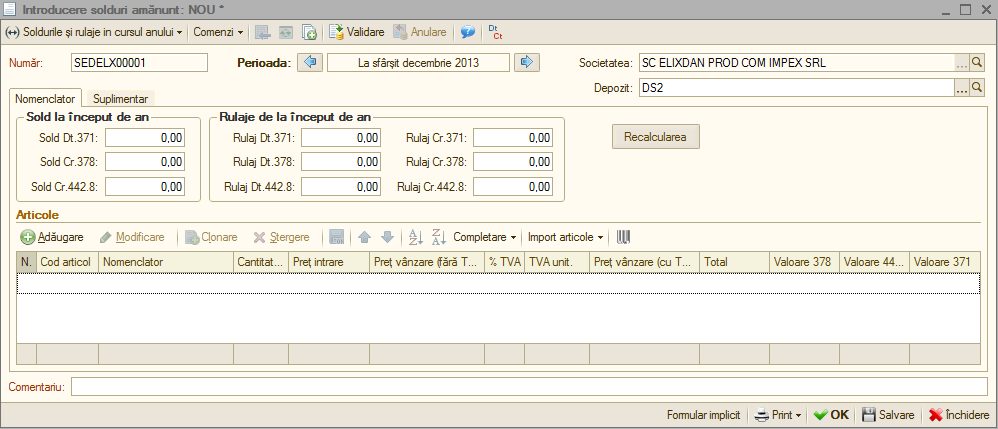 Introducere solduri amănunt: NOU *
Soldurile și rulaje in cursul anului Comenzi Validare Anulare Dt Ct
Număr: SEDELX00001 Perioada: La sfârșit decembrie 2013 Societatea: SC ELIXDAN PROD COM IMPEX SRL ...
Depozit: DS2 ...
Nomenclator Suplimentar
Sold la început de an Rulaje de la început de an
Sold Dt.371: 0,00 Rulaj Dt.371: 0,00 Rulaj Cr.371: 0,00 Recalcularea
Sold Cr.378: 0,00 Rulaj Dt.378: 0,00 Rulaj Cr.378: 0,00
Sold Cr.442.8: 0,00 Rulaj Dt.442.8: 0,00 Rulaj Cr.442.8: 0,00
Articole
Adăugare Modificare Clonare Ștergere Completare Import articole
N. Cod articol Nomenclator Cantitat... Preț intrare Preț vânzare (fără T... % TVA TVA unit. Preț vânzare (cu T... Total Valoare 378 Valoare 44... Valoare 371
Comentariu:
Formular implicit Print OK Salvare Închidere